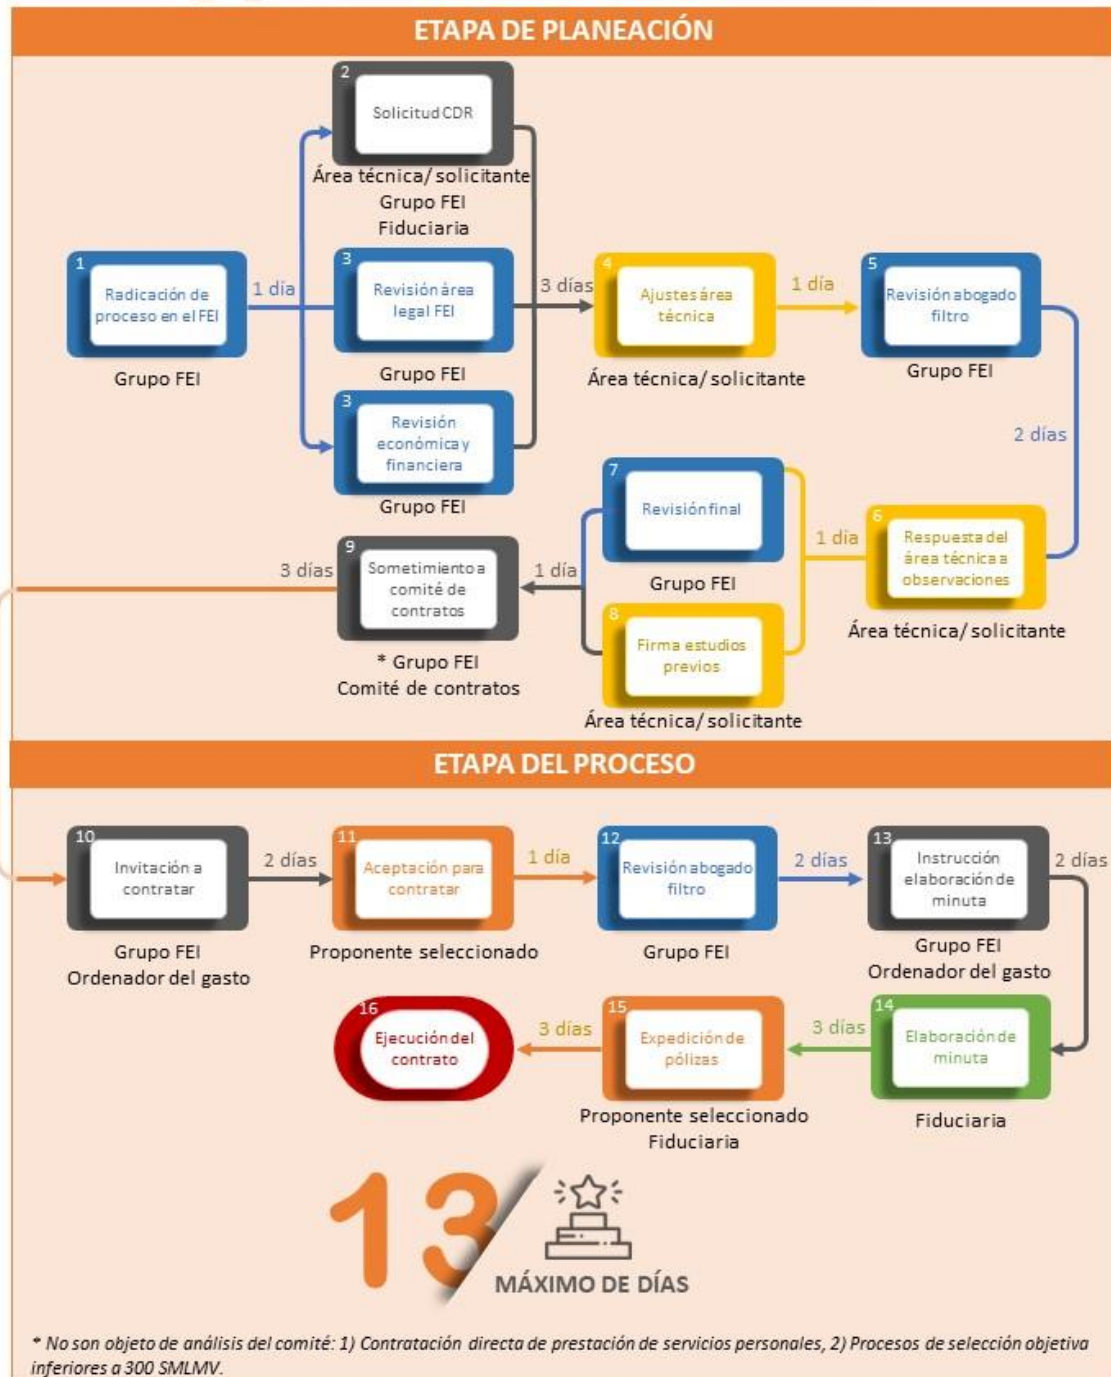 ETAPA DE PLANEACIÓN
2
Solicitud CDR
Área técnica/ solicitante
Grupo FEI
Fiduciaria
1
Radicación de
proceso en el FEI
Grupo FEI
1 día
3
Revisión área
legal FEI
Grupo FEI
3
Revisión
económica y
financiera
Grupo FEI
3 días
4
Ajustes área
técnica
Área técnica/ solicitante
1 día
5
Revisión abogado
filtro
Grupo FEI
2 días
6
Respuesta del
área técnica a
observaciones
Área técnica/ solicitante
1 día
7
Revisión final
Grupo FEI
8
Firma estudios
previos
Área técnica/ solicitante
1 día
9
Sometimiento a
comité de
contratos
* Grupo FEI
Comité de contratos
3 días
ETAPA DEL PROCESO
10
Invitación a
contratar
Grupo FEI
Ordenador del gasto
2 días
11
Aceptación para
contratar
Proponente seleccionado
1 día
12
Revisión abogado
filtro
Grupo FEI
2 días
13
Instrucción
elaboración de
minuta
Grupo FEI
Ordenador del gasto
2 días
14
Elaboración de
minuta
Fiduciaria
3 días
15
Expedición de
pólizas
Proponente seleccionado
Fiduciaria
3 días
16
Ejecución del
contrato
13
MÁXIMO DE DÍAS
* No son objeto de análisis del comité: 1) Contratación directa de prestación de servicios personales, 2) Procesos de selección objetiva
inferiores a 300 SMLMV.